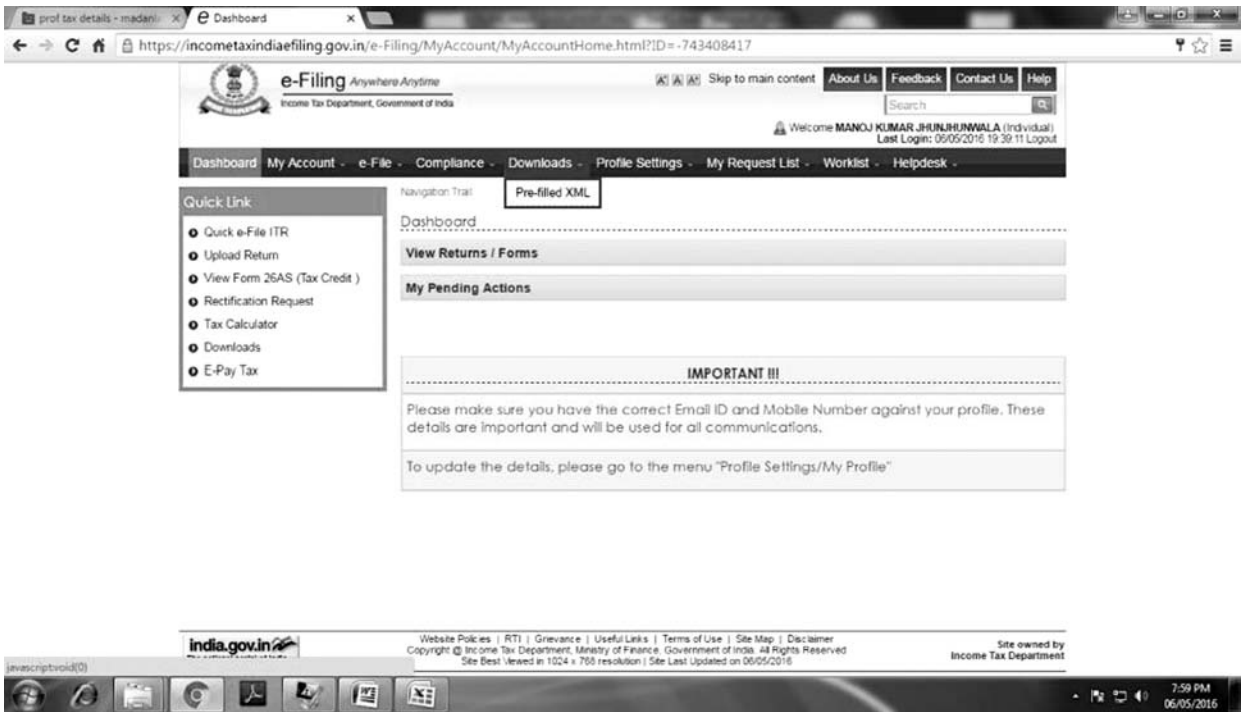 prof tax details - madanl
Dashboard
https://incometaxindiaefiling.gov.in/e-Filing/MyAccount/MyAccountHome.html?ID=-743408417
e-Filing Anywhere Anytime
Income Tax Department, Government of India
A- A A+ Skip to main content About Us Feedback Contact Us Help
Search
Welcome MANOJ KUMAR JHUNJHUNWALA (Individual)
Last Login: 06/05/2016 19:39:11 Logout
Dashboard My Account e-File Compliance Downloads Profile Settings My Request List Worklist Helpdesk
Pre-filled XML
Quick Link
Quick e-File ITR
Upload Return
View Form 26AS (Tax Credit )
Rectification Request
Tax Calculator
Downloads
E-Pay Tax
Navigation Trail:
Dashboard
View Returns / Forms
My Pending Actions
IMPORTANT !!!
Please make sure you have the correct Email ID and Mobile Number against your profile. These
details are important and will be used for all communications.
To update the details, please go to the menu "Profile Settings/My Profile"
india.gov.in
Website Policies | RTI | Grievance | Useful Links | Terms of Use | Site Map | Disclaimer
Copyright @ Income Tax Department, Ministry of Finance, Government of India. All Rights Reserved
Site Best Viewed in 1024 x 768 resolution | Site Last Updated on 06/05/2016
Site owned by
Income Tax Department
javascript:void(0)
7:59 PM
06/05/2016